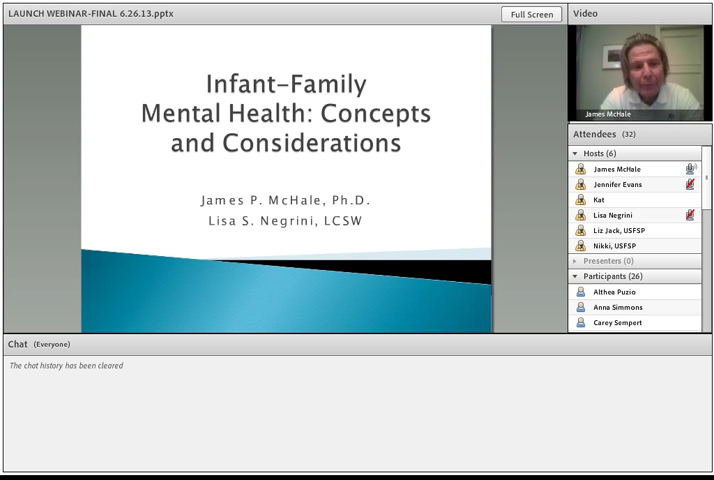 LAUNCH WEBINAR-FINAL 6.26.13.pptx
Full Screen
Infant-Family
Mental Health: Concepts
and Considerations
James P. McHale, Ph.D.
Lisa S. Negrini, LCSW
Video
James McHale
Attendees (32)
Hosts (6)
James McHale
Jennifer Evans
Kat
Lisa Negrini
Liz Jack, USFSP
Nikki, USFSP
Presenters (0)
Participants (26)
Althea Puzio
Anna Simmons
Carey Sempert
Chat (Everyone)
The chat history has been cleared